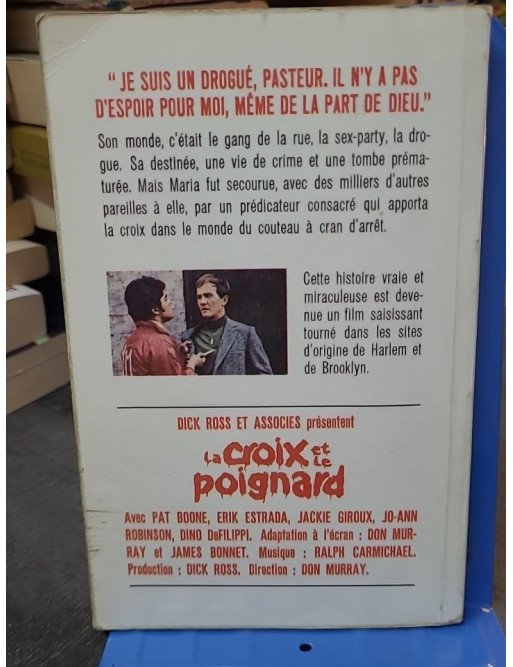 “ JE SUIS UN DROGUÉ, PASTEUR. IL N'Y A PAS
D'ESPOIR POUR MOI, MÊME DE LA PART DE DIEU.”
Son monde, c'était le gang de la rue, la sex-party, la dro-
gue. Sa destinée, une vie de crime et une tombe préma-
turée. Mais Maria fut secourue, avec des milliers d'autres
pareilles à elle, par un prédicateur consacré qui apporta
la croix dans le monde du couteau à cran d'arrêt.
Cette histoire vraie et
miraculeuse est deve-
nue un film saisissant
tourné dans les sites
d'origine de Harlem et
de Brooklyn.
DICK ROSS ET ASSOCIES présentent
La croix et Le
poignard
Avec PAT BOONE, ERIK ESTRADA, JACKIE GIROUX, JO-ANN
ROBINSON, DINO DeFILIPPI. Adaptation à l'écran : DON MUR-
RAY et JAMES BONNET. Musique : RALPH CARMICHAEL.
Production : DICK ROSS. Direction : DON MURRAY.